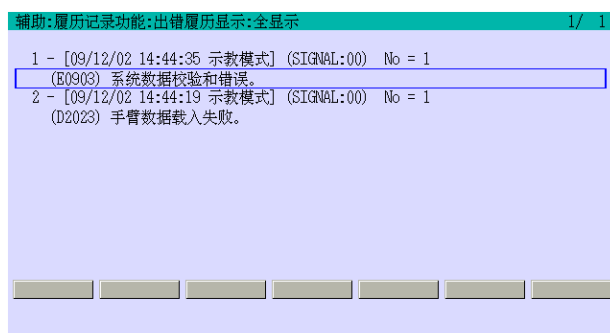 辅助:履历记录功能:出错履历显示:全显示 1/ 1
1 - [09/12/02 14:44:35 示教模式] (SIGNAL:00) No = 1
(E0903) 系统数据校验和错误。
2 - [09/12/02 14:44:19 示教模式] (SIGNAL:00) No = 1
(D2023) 手臂数据载入失败。